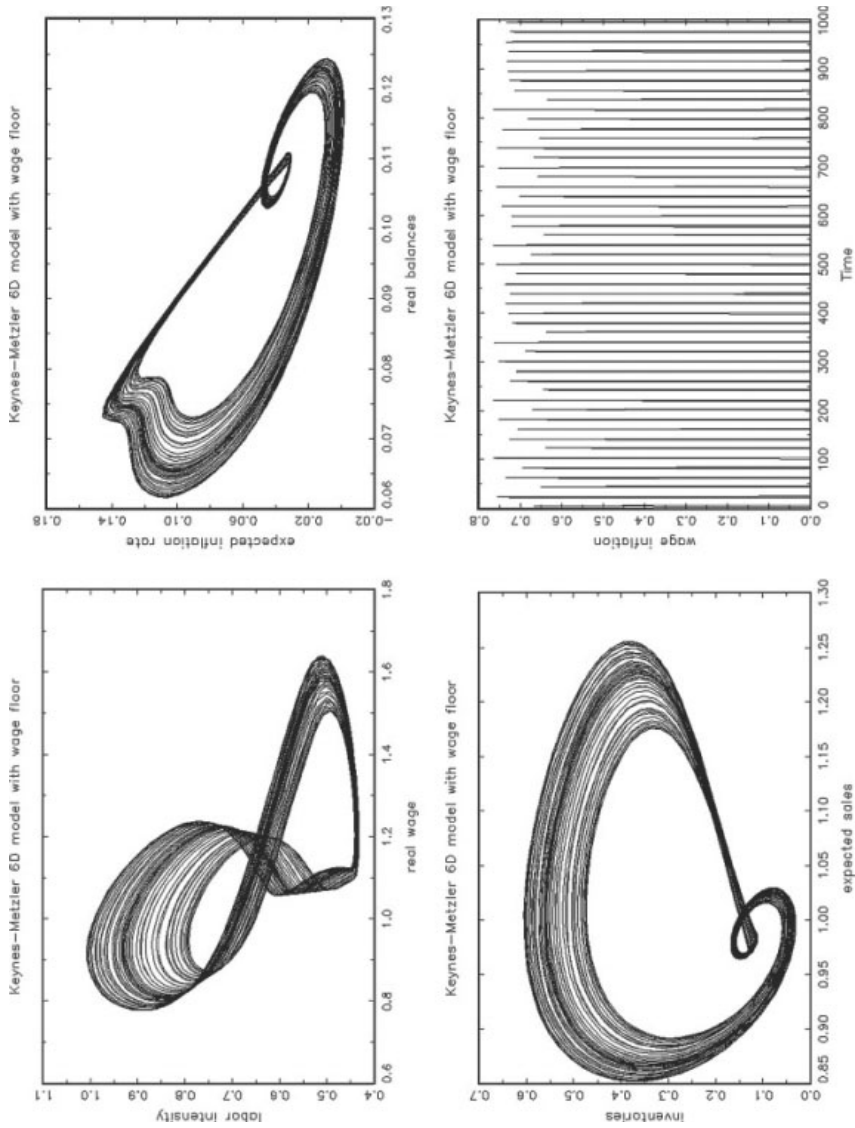 Keynes−Metzler 6D model with wage floor
labor intensity
1.1
1.0
0.9
0.8
0.7
0.6
0.5
0.4
0.6 0.8 1.0 1.2 1.4 1.6 1.8
real wage
Keynes−Metzler 6D model with wage floor
expected inflation rate
0.18
0.14
0.10
0.06
0.02
−0.02
0.06 0.07 0.08 0.09 0.10 0.11 0.12 0.13
real balances
Keynes−Metzler 6D model with wage floor
inventories
0.7
0.6
0.5
0.4
0.3
0.2
0.1
0.0
0.85 0.90 0.95 1.00 1.05 1.10 1.15 1.20 1.25 1.30
expected sales
Keynes−Metzler 6D model with wage floor
wage inflation
0.8
0.7
0.6
0.5
0.4
0.3
0.2
0.1
0.0
0 100 200 300 400 500 600 700 800 900 1000
Time